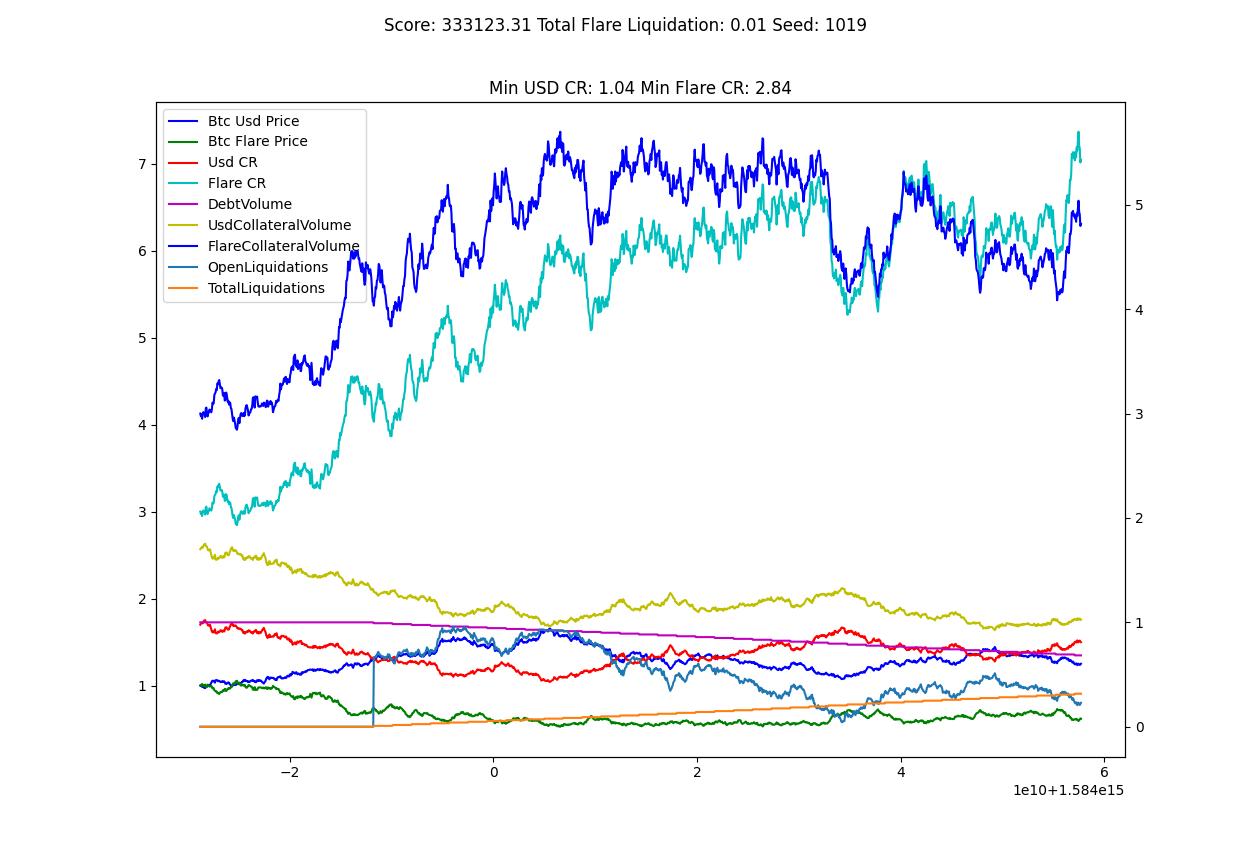 Score: 333123.31 Total Flare Liquidation: 0.01 Seed: 1019
Min USD CR: 1.04 Min Flare CR: 2.84
Btc Usd Price
Btc Flare Price
Usd CR
Flare CR
DebtVolume
UsdCollateralVolume
FlareCollateralVolume
OpenLiquidations
TotalLiquidations
7
6
5
4
3
2
1
5
4
3
2
1
0
−2
0
2
4
6
1e10+1.584e15